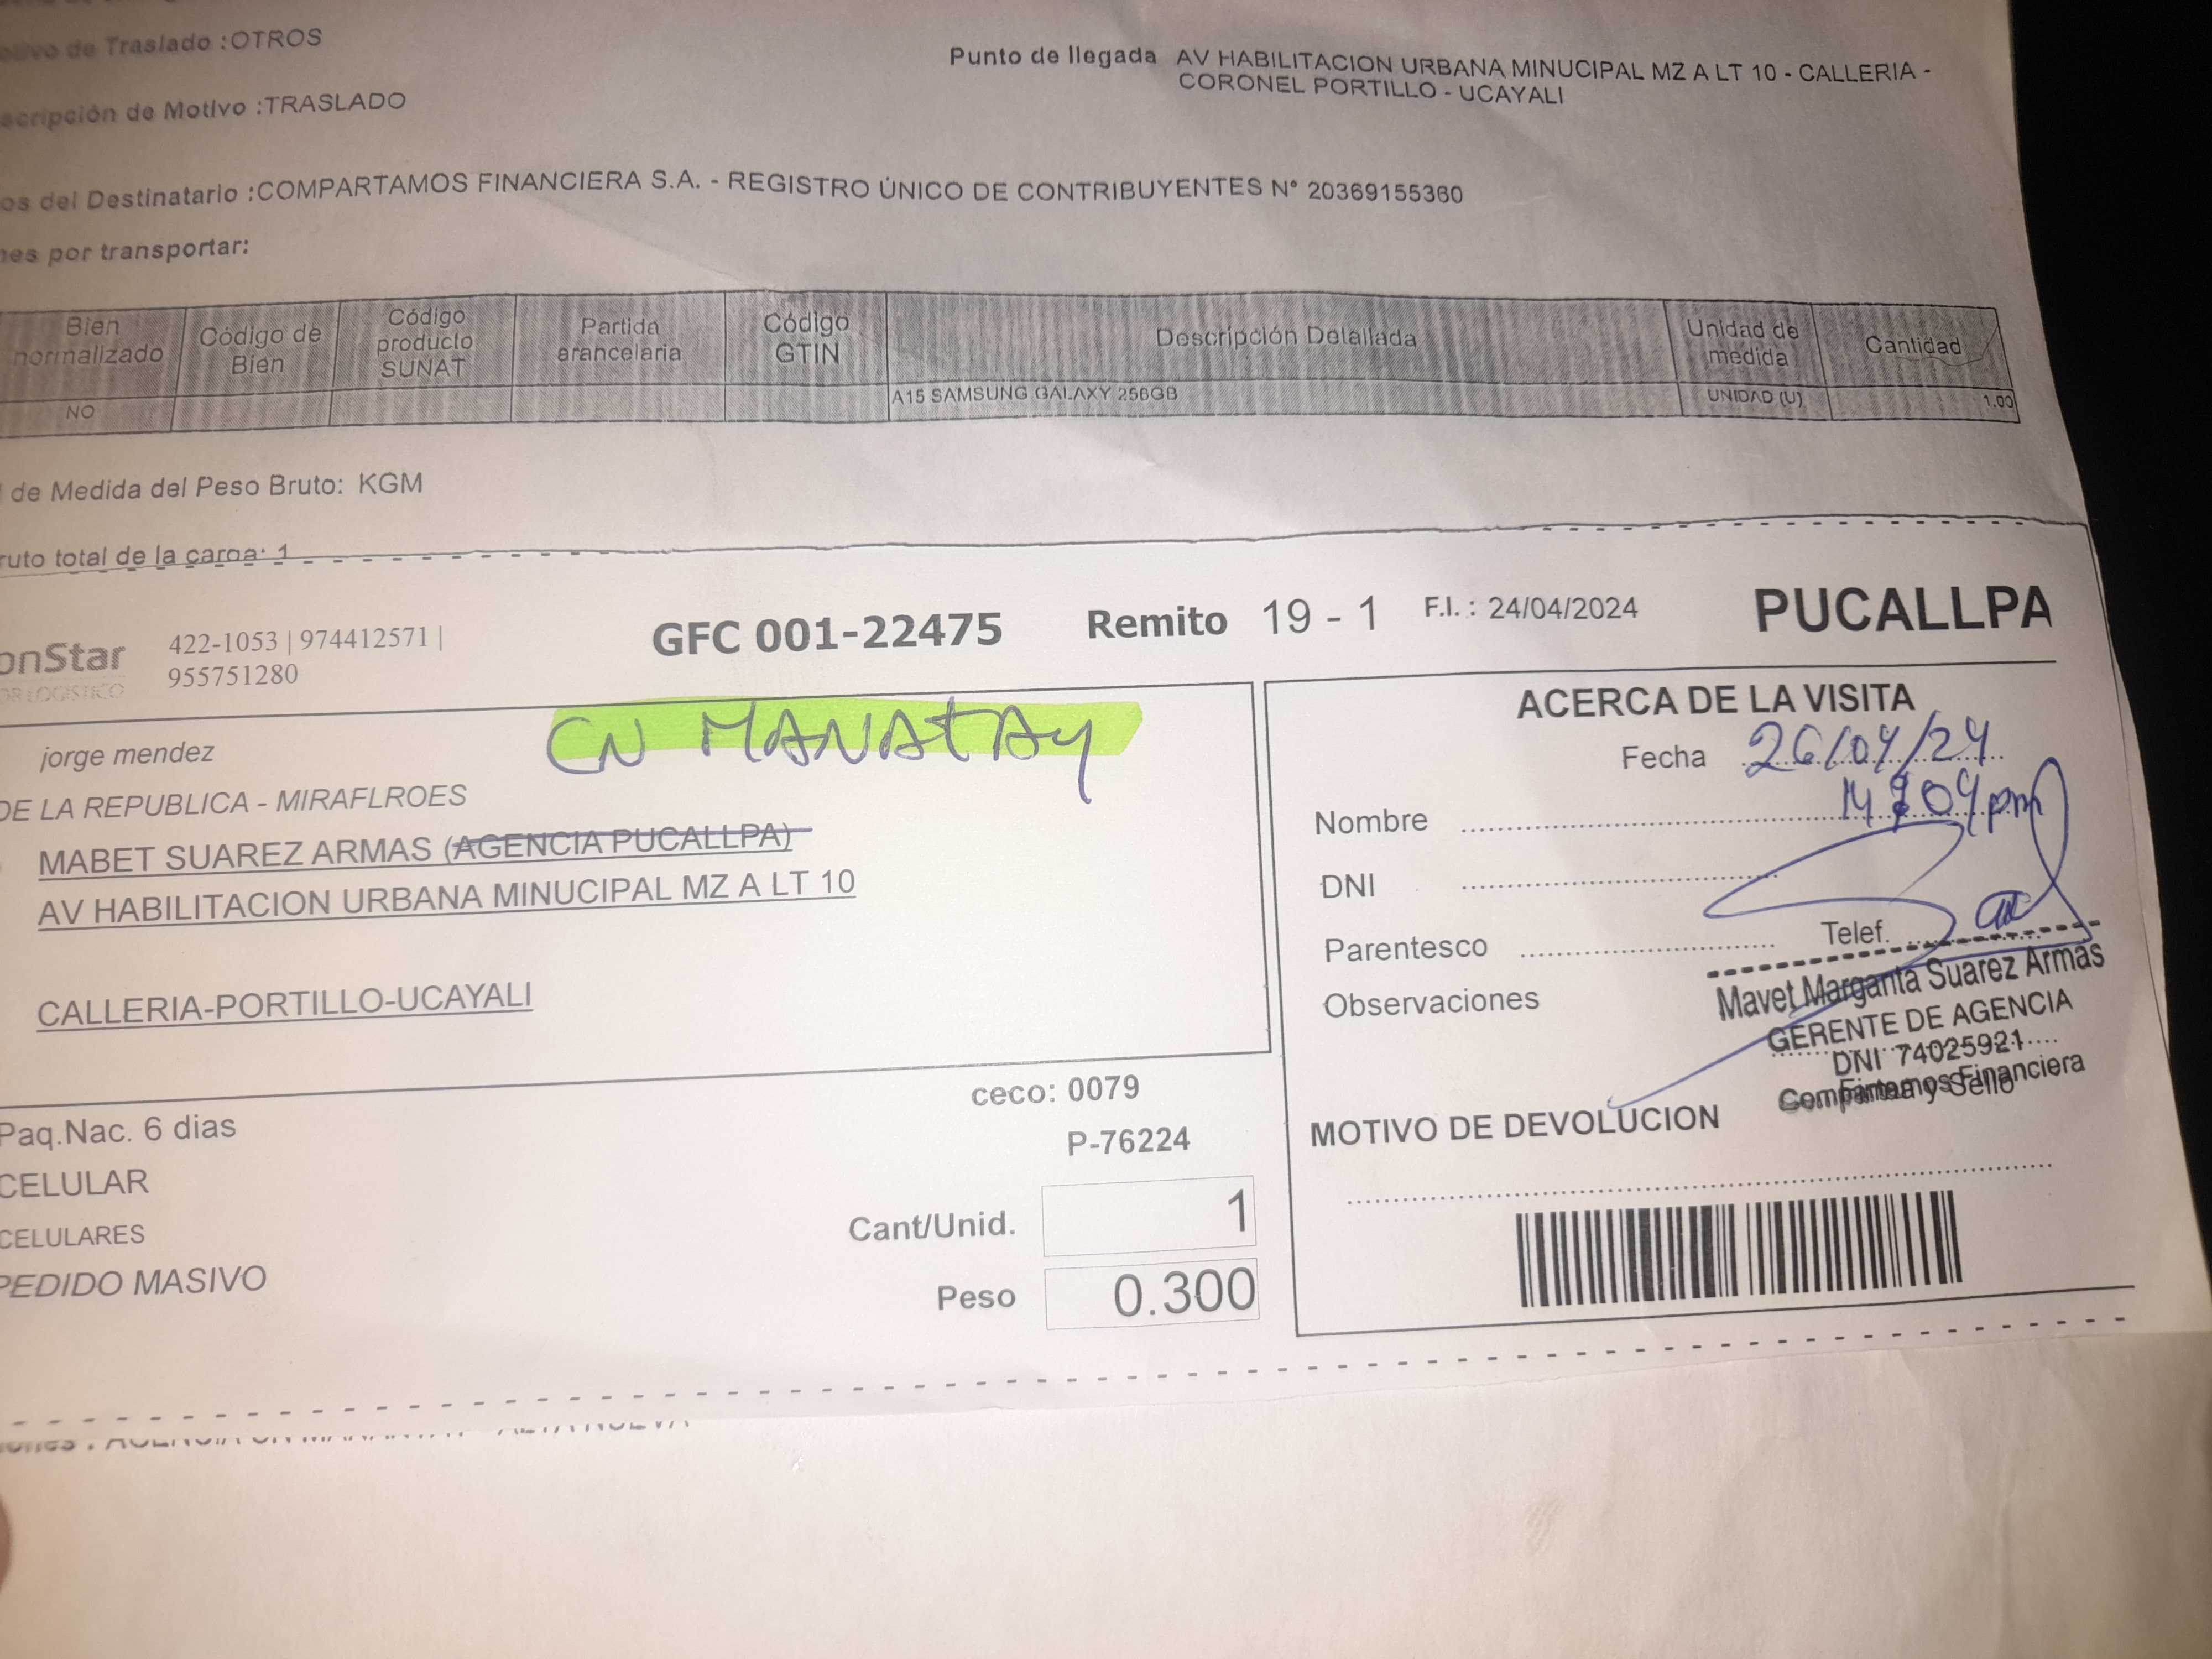 de Traslado :OTROS
Punto de llegada AV HABILITACION URBANA MINUCIPAL MZ A LT 10 - CALLERIA -
CORONEL PORTILLO - UCAYALI
scripción de Motivo :TRASLADO
os del Destinatario :COMPARTAMOS FINANCIERA S.A. - REGISTRO ÚNICO DE CONTRIBUYENTES N° 20369155360
nes por transportar:
Bien normalizado Código de Bien Código producto SUNAT Partida arancelaria Código GTIN Descripción Detallada Unidad de medida Cantidad
NO A15 SAMSUNG GALAXY 256GB UNIDAD (U) 1.00
de Medida del Peso Bruto: KGM
ruto total de la carga: 1
onStar
OR LOGISTICO
422-1053 | 974412571 |
955751280
GFC 001-22475 Remito 19 - 1 F.I. : 24/04/2024 PUCALLPA
CN MANATAY
jorge mendez
DE LA REPUBLICA - MIRAFLROES
MABET SUAREZ ARMAS (AGENCIA PUCALLPA)
AV HABILITACION URBANA MINUCIPAL MZ A LT 10
CALLERIA-PORTILLO-UCAYALI
ACERCA DE LA VISITA
Fecha 26/04/24
Nombre
DNI
Parentesco Telef.
Observaciones
Mavet Margarita Suarez Armas
GERENTE DE AGENCIA
DNI 74025921
Compartamos Financiera
Firma y Sello
MOTIVO DE DEVOLUCION
ceco: 0079
Paq.Nac. 6 dias
P-76224
CELULAR
CELULARES
Cant/Unid. 1
PEDIDO MASIVO
Peso 0.300